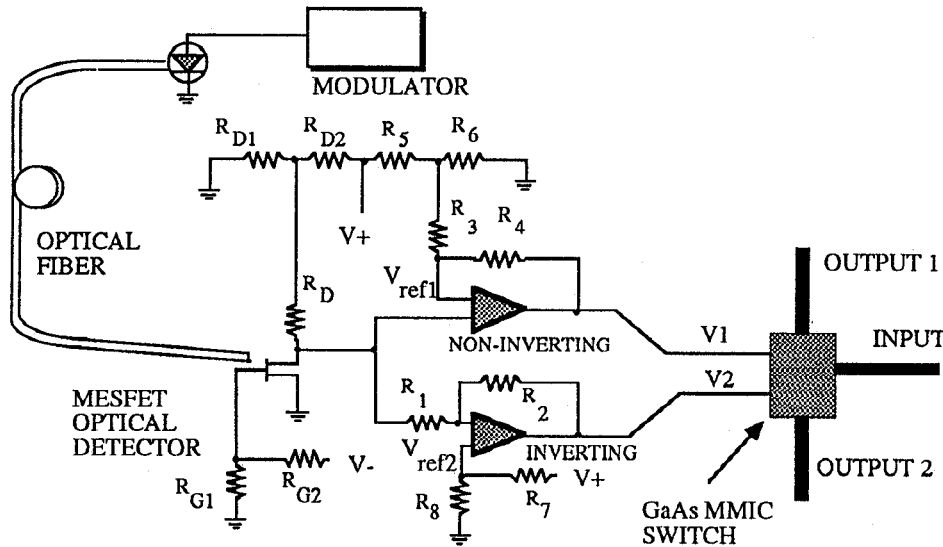 MODULATOR
R D1
R D2
R 5
R 6
V+
R 3
R 4
OPTICAL
FIBER
R D
V ref1
OUTPUT 1
NON-INVERTING
V1
INPUT
V2
MESFET
OPTICAL
DETECTOR
R 1
R 2
V ref2
INVERTING
V-
V+
OUTPUT 2
R G1
R G2
R 8
R 7
GaAs MMIC
SWITCH